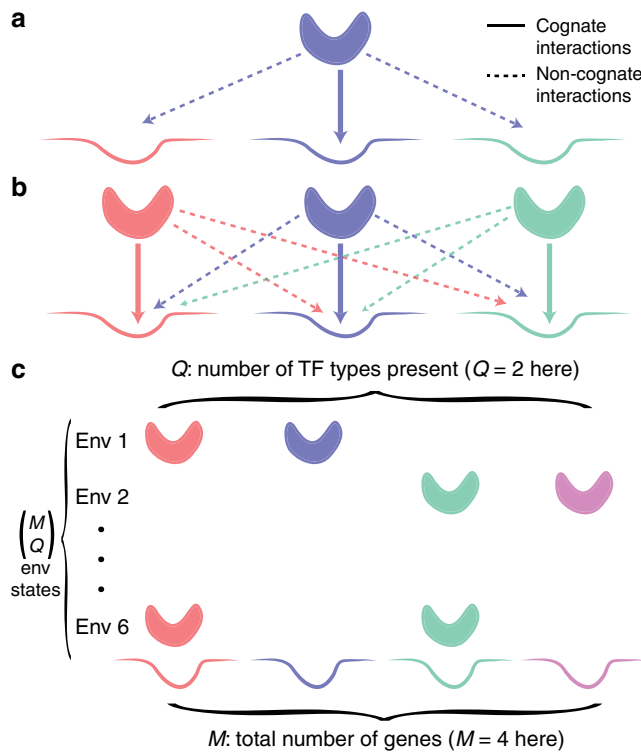 a
Cognate
interactions
Non-cognate
interactions
b
c
Q: number of TF types present (Q = 2 here)
Env 1
Env 2
(M
Q)
env
states
Env 6
M: total number of genes (M = 4 here)